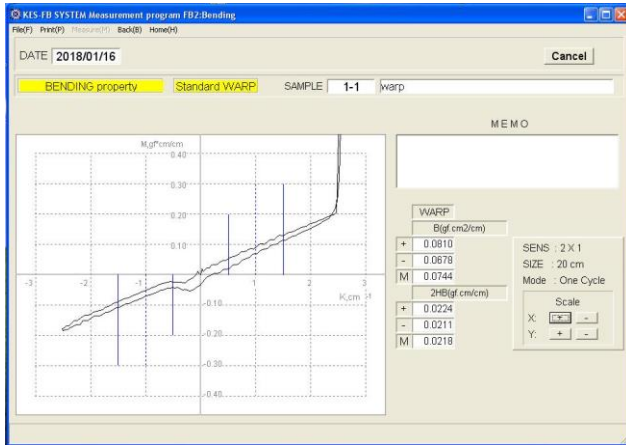 KES-FB SYSTEM Measurement program FB2:Bending
File(F) Print(P) Measure(M) Back(B) Home(H)
DATE 2018/01/16
Cancel
BENDING property Standard WARP SAMPLE 1-1 warp
MEMO
M,gf*cm/cm
0.40
0.30
0.20
0.10
-3 -2 -1 0 1 2 3
-0.10
K,cm -1
-0.20
-0.30
-0.40
WARP
B(gf.cm2/cm)
+ 0.0810
- 0.0678
M 0.0744
2HB(gf.cm/cm)
+ 0.0224
- 0.0211
M 0.0218
SENS : 2 X 1
SIZE : 20 cm
Mode : One Cycle
Scale
X: + -
Y: + -